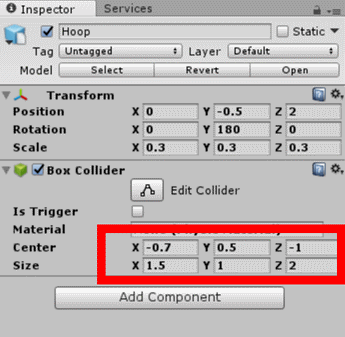 Inspector
Services
Hoop
Static
Tag Untagged Layer Default
Model Select Revert Open
Transform
Position X 0 Y -0.5 Z 2
Rotation X 0 Y 180 Z 0
Scale X 0.3 Y 0.3 Z 0.3
Box Collider
Edit Collider
Is Trigger
Material
Center X -0.7 Y 0.5 Z -1
Size X 1.5 Y 1 Z 2
Add Component